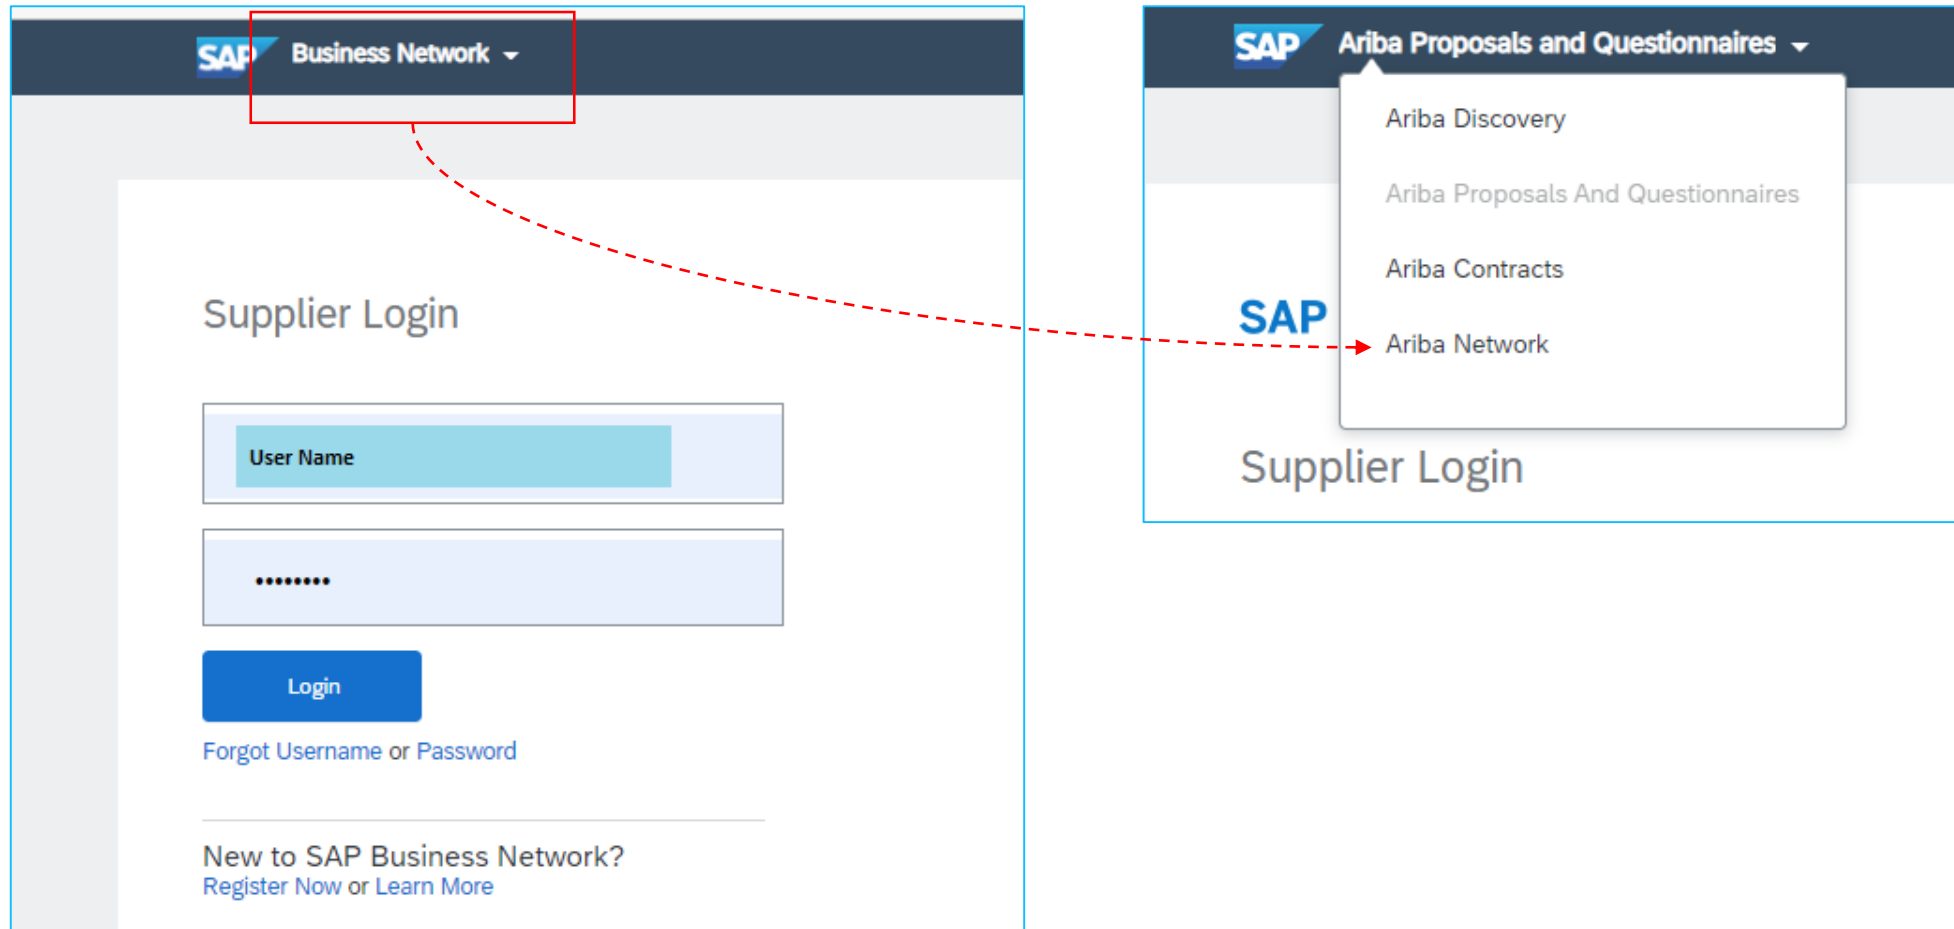 SAP Business Network
Supplier Login
User Name
••••••••
Login
Forgot Username or Password
New to SAP Business Network?
Register Now or Learn More
SAP Ariba Proposals and Questionnaires
Ariba Discovery
Ariba Proposals And Questionnaires
Ariba Contracts
SAP
Ariba Network
Supplier Login